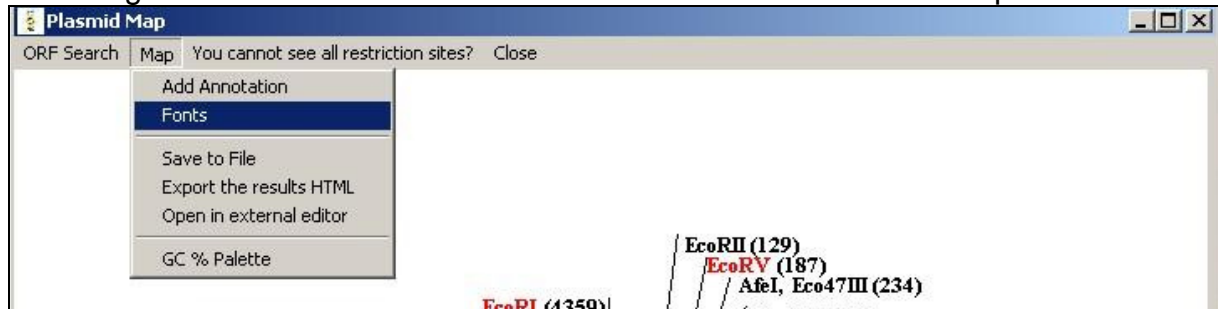 Plasmid Map
ORF Search Map You cannot see all restriction sites? Close
Add Annotation
Fonts
Save to File
Export the results HTML
Open in external editor
GC % Palette
EcoRII (129)
EcoRV (187)
AfeI, Eco47III (234)
EcoRI (4359)